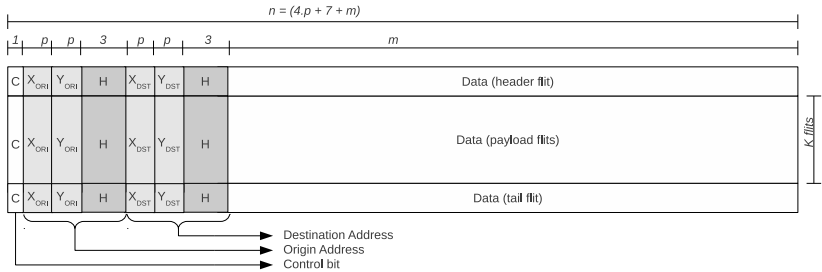 n = (4.p + 7 + m)
1 p p 3 p p 3 m
C X_ORI Y_ORI H X_DST Y_DST H Data (header flit)
C X_ORI Y_ORI H X_DST Y_DST H Data (payload flits) K flits
C X_ORI Y_ORI H X_DST Y_DST H Data (tail flit)
Destination Address
Origin Address
Control bit